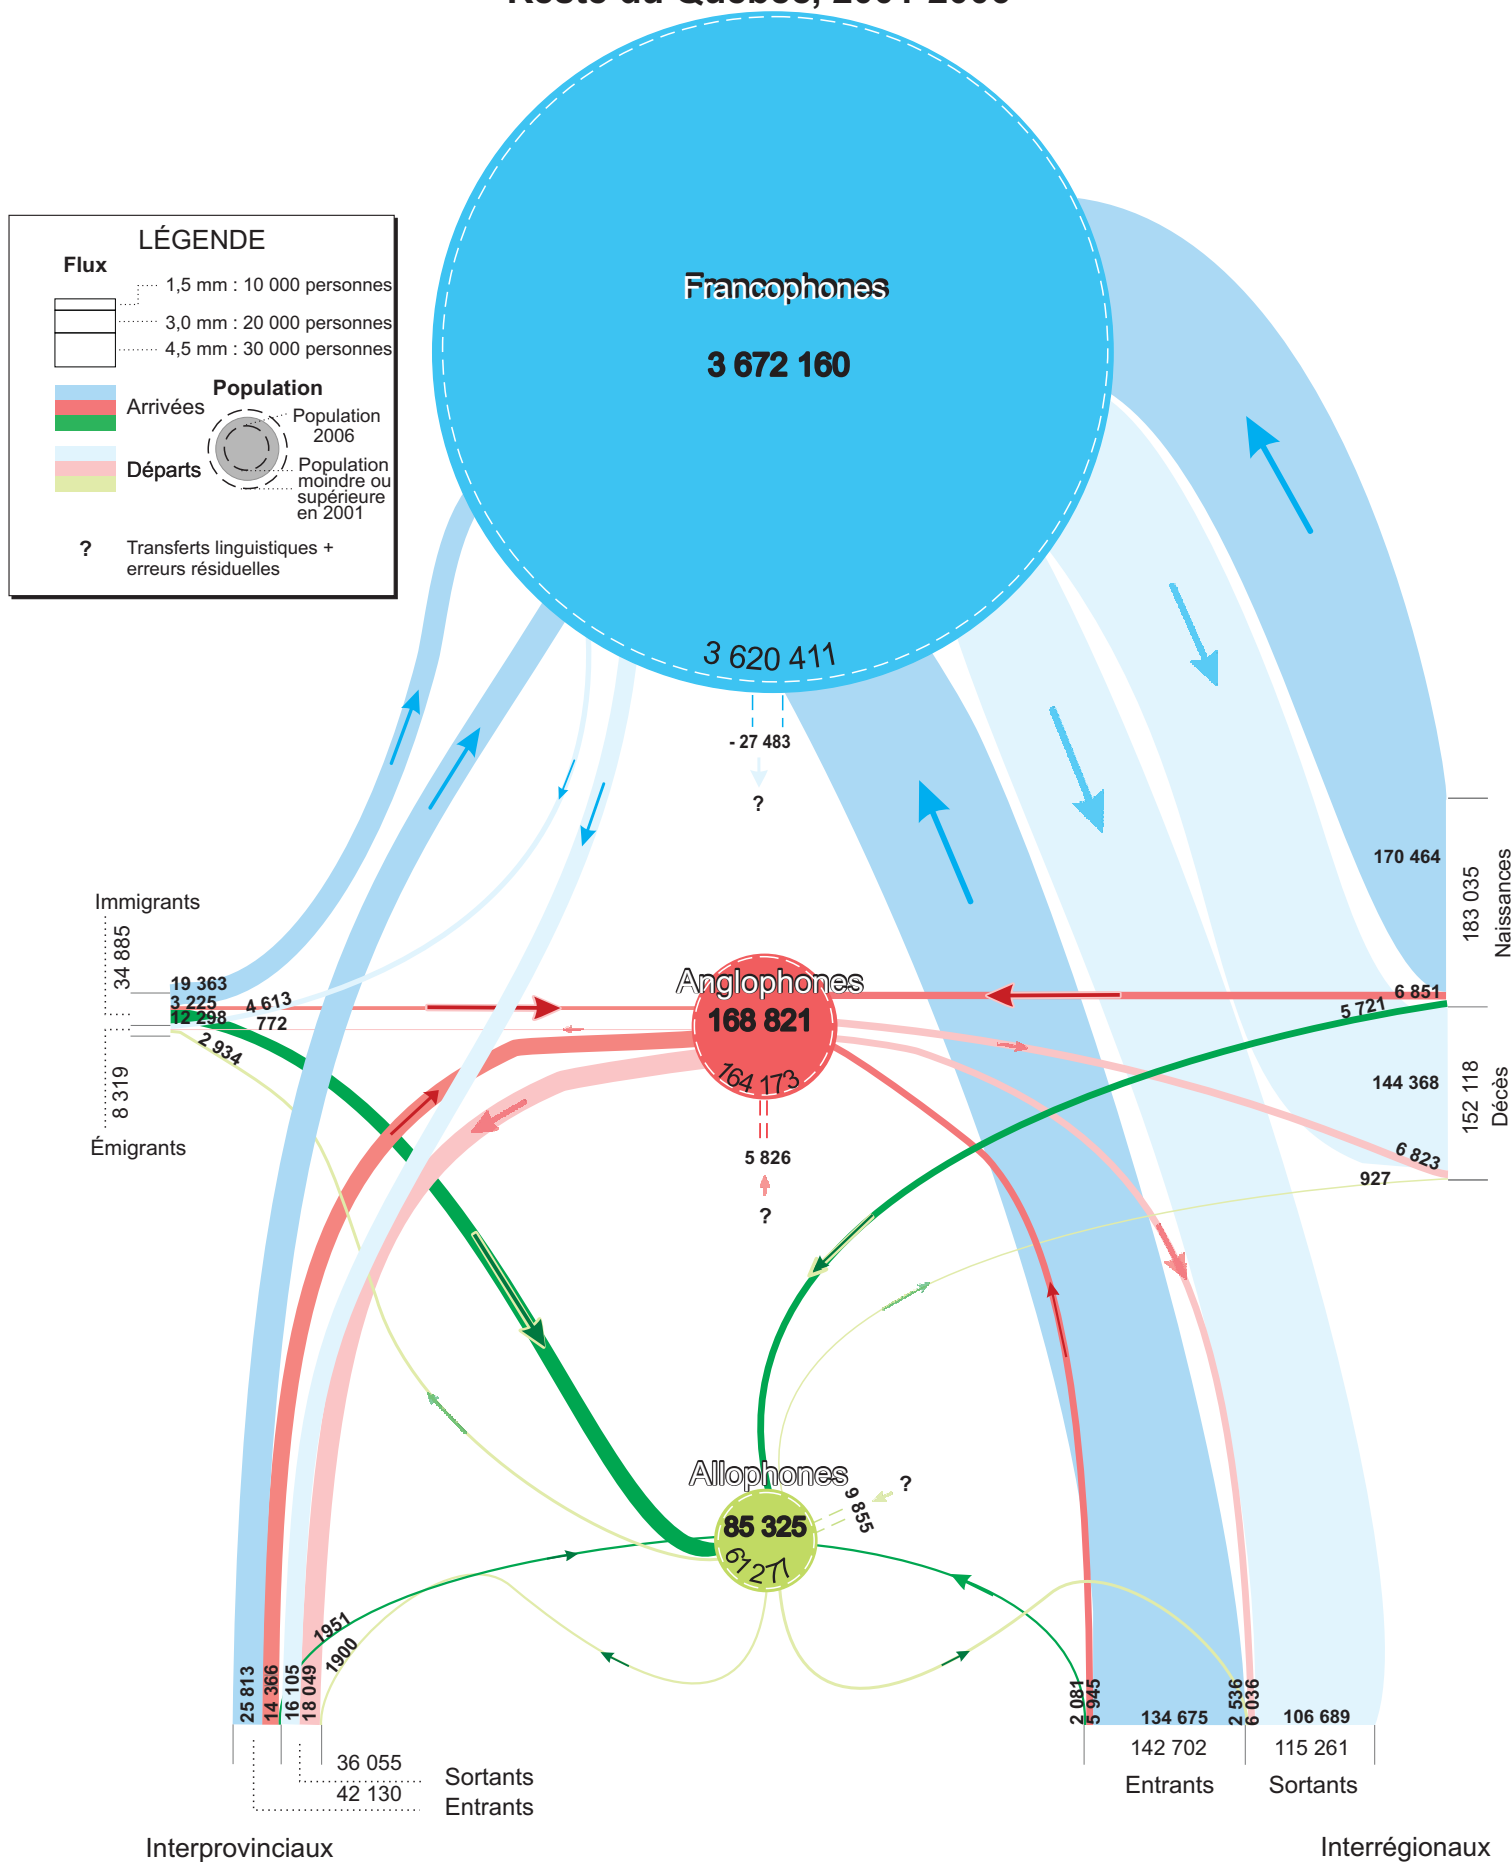 LÉGENDE
Flux
1,5 mm : 10 000 personnes
3,0 mm : 20 000 personnes
4,5 mm : 30 000 personnes
Arrivées
Départs
Population
Population
2006
Population
moindre ou
supérieure
en 2001
? Transferts linguistiques +
erreurs résiduelles
Francophones
3 672 160
3 620 411
- 27 483
?
Immigrants
34 885
19 363
3 225
12 298
4 613
772
2 934
8 319
Émigrants
Anglophones
168 821
164 173
5 826
?
170 464
183 035
Naissances
6 851
5 721
144 368
152 118
Décès
6 823
927
Allophones
85 325
61277
9 855
?
1951
1900
25 813
14 366
16 105
18 049
36 055
Sortants
42 130
Entrants
Interprovinciaux
2 081
5 945
134 675
2 536
6 036
106 689
142 702
115 261
Entrants
Sortants
Interrégionaux